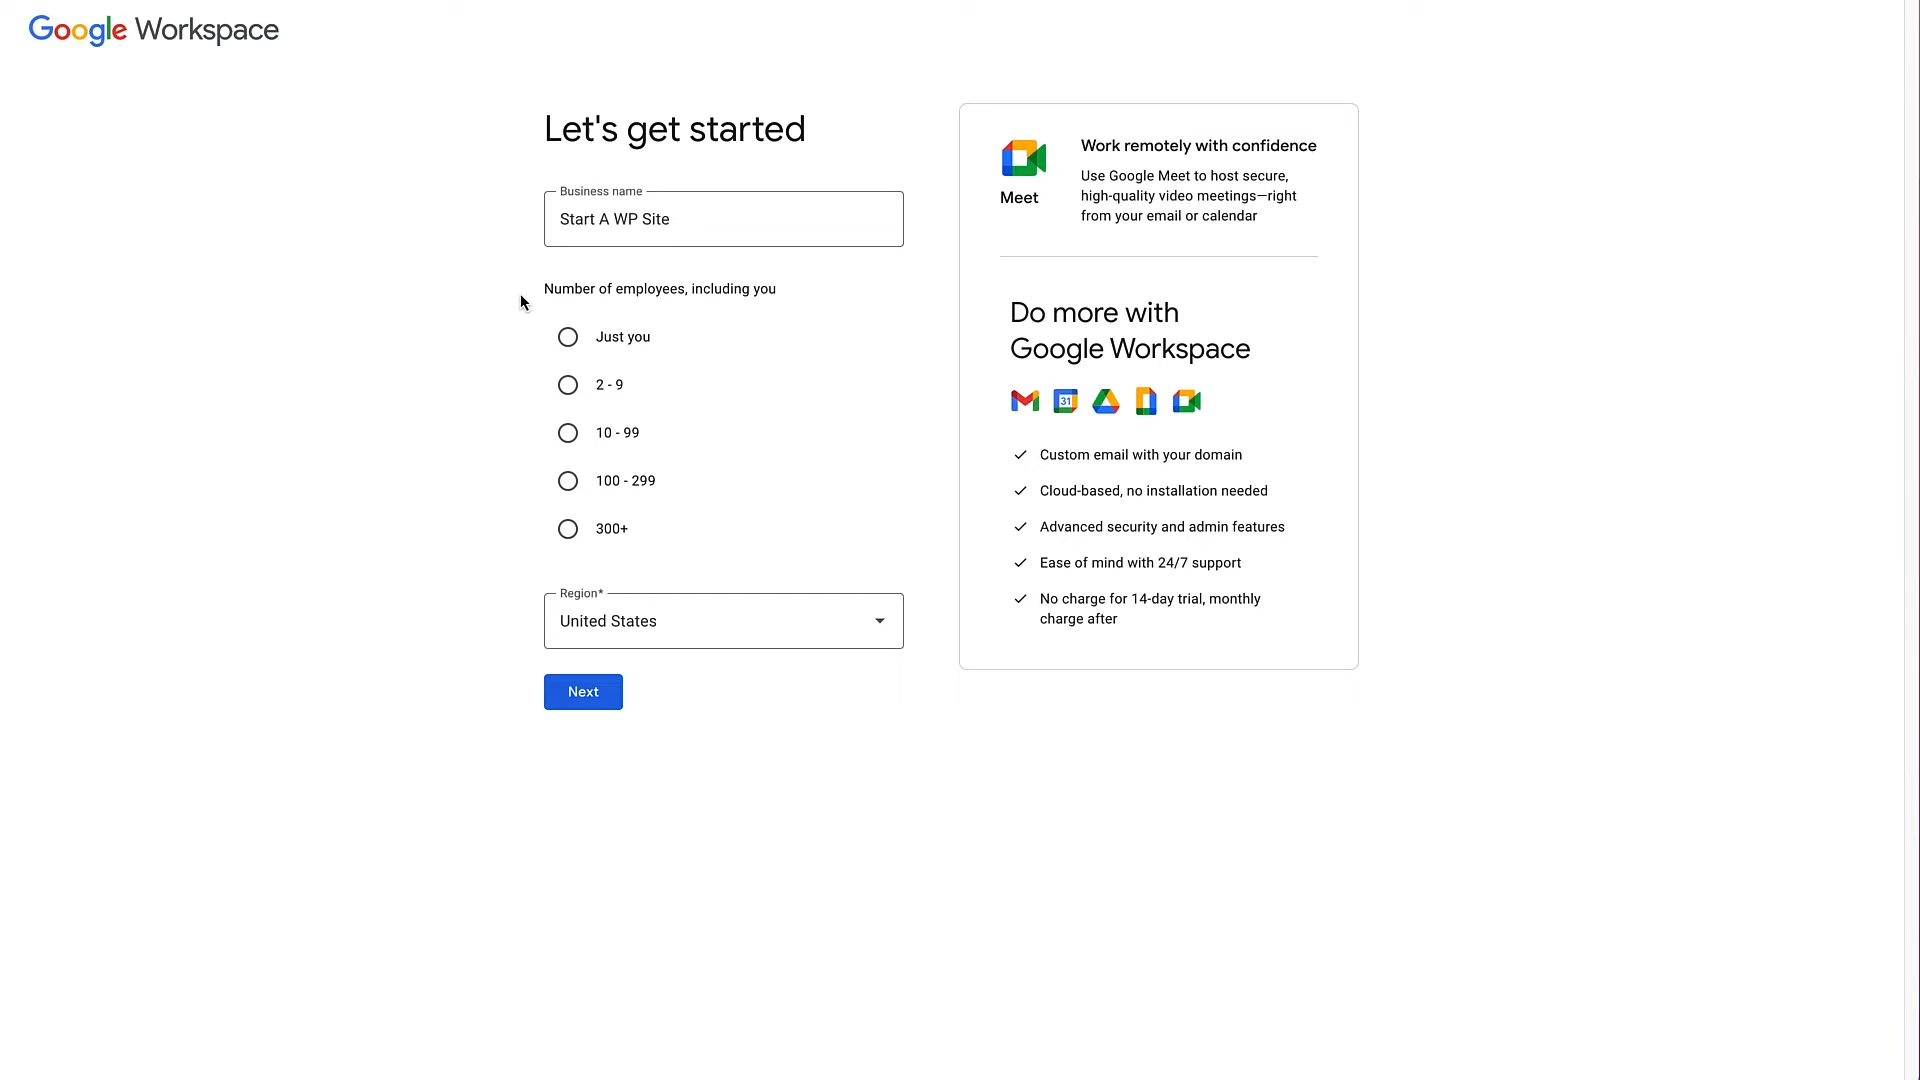 Google Workspace
Let's get started
Business name
Start A WP Site
Number of employees, including you
Just you
2 - 9
10 - 99
100 - 299
300+
Region*
United States
Next
Meet
Work remotely with confidence
Use Google Meet to host secure,
high-quality video meetings—right
from your email or calendar
Do more with
Google Workspace
31
Custom email with your domain
Cloud-based, no installation needed
Advanced security and admin features
Ease of mind with 24/7 support
No charge for 14-day trial, monthly
charge after